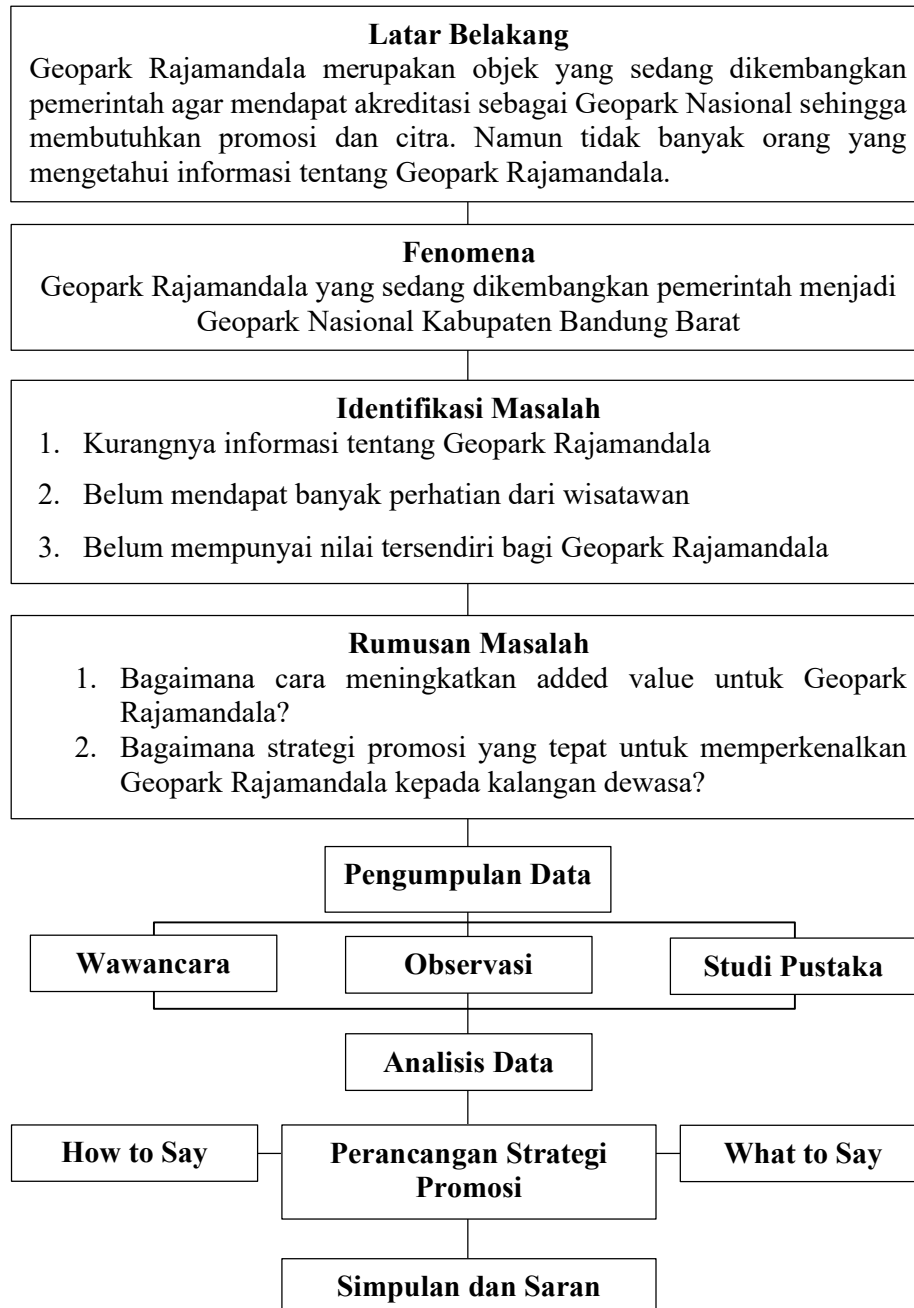 Latar Belakang
Geopark Rajamandala merupakan objek yang sedang dikembangkan
pemerintah agar mendapat akreditasi sebagai Geopark Nasional sehingga
membutuhkan promosi dan citra. Namun tidak banyak orang yang
mengetahui informasi tentang Geopark Rajamandala.
Fenomena
Geopark Rajamandala yang sedang dikembangkan pemerintah menjadi
Geopark Nasional Kabupaten Bandung Barat
Identifikasi Masalah
1. Kurangnya informasi tentang Geopark Rajamandala
2. Belum mendapat banyak perhatian dari wisatawan
3. Belum mempunyai nilai tersendiri bagi Geopark Rajamandala
Rumusan Masalah
1. Bagaimana cara meningkatkan added value untuk Geopark
Rajamandala?
2. Bagaimana strategi promosi yang tepat untuk memperkenalkan
Geopark Rajamandala kepada kalangan dewasa?
Pengumpulan Data
Wawancara
Observasi
Studi Pustaka
Analisis Data
How to Say
Perancangan Strategi
Promosi
What to Say
Simpulan dan Saran